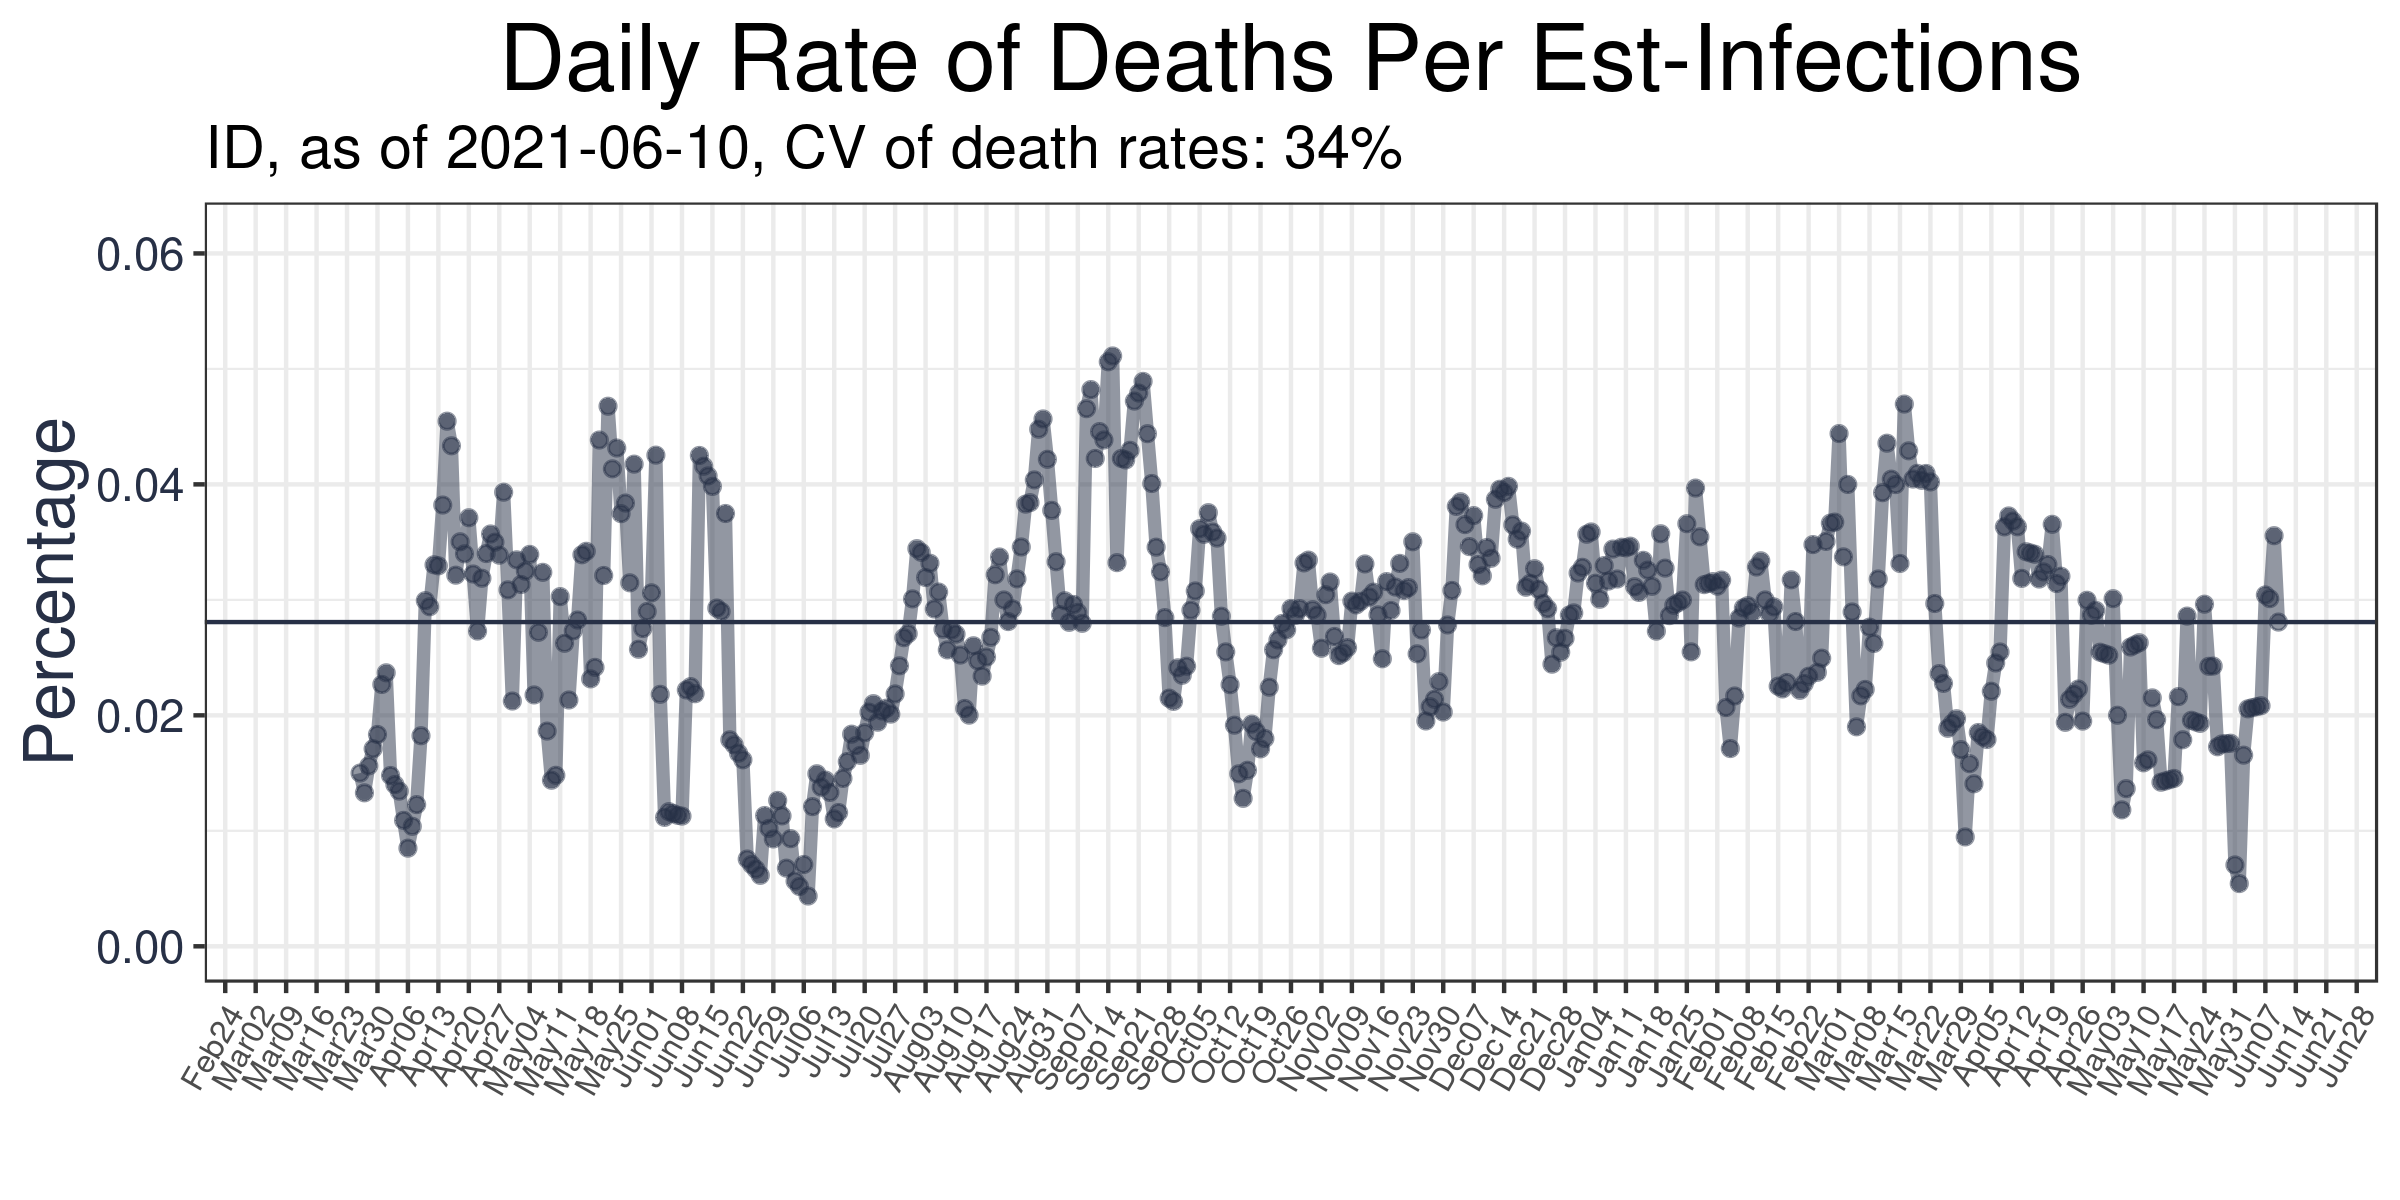 Daily Rate of Deaths Per Est-Infections
ID, as of 2021-06-10, CV of death rates: 34%
Percentage
0.06
0.04
0.02
0.00
Feb24
Mar02
Mar09
Mar16
Mar23
Mar30
Apr06
Apr13
Apr20
Apr27
May04
May11
May18
May25
Jun01
Jun08
Jun15
Jun22
Jun29
Jul06
Jul13
Jul20
Jul27
Aug03
Aug10
Aug17
Aug24
Aug31
Sep07
Sep14
Sep21
Sep28
Oct05
Oct12
Oct19
Oct26
Nov02
Nov09
Nov16
Nov23
Nov30
Dec07
Dec14
Dec21
Dec28
Jan04
Jan11
Jan18
Jan25
Feb01
Feb08
Feb15
Feb22
Mar01
Mar08
Mar15
Mar22
Mar29
Apr05
Apr12
Apr19
Apr26
May03
May10
May17
May24
May31
Jun07
Jun14
Jun21
Jun28